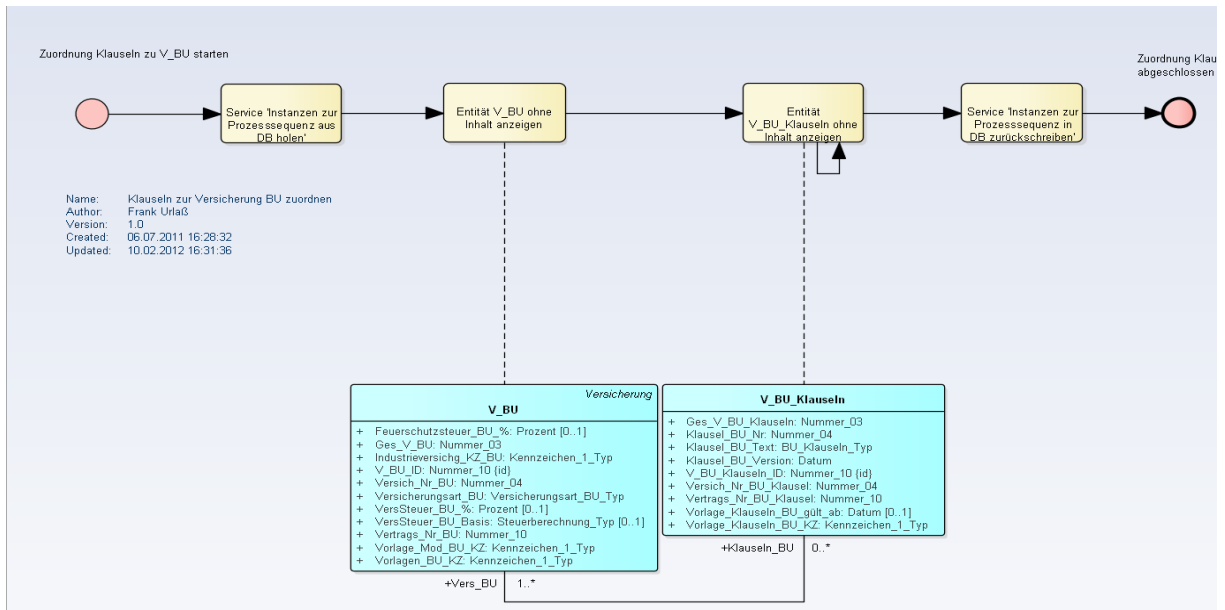 Zuordnung Klauseln zu V_BU starten
Zuordnung Klau
abgeschlossen
Service 'Instanzen zur
Prozesssequenz aus
DB holen'
Entität V_BU ohne
Inhalt anzeigen
Entität
V_BU_Klauseln ohne
Inhalt anzeigen
Service 'Instanzen zur
Prozesssequenz in
DB zurückschreiben'
Name: Klauseln zur Versicherung BU zuordnen
Author: Frank Urlaß
Version: 1.0
Created: 06.07.2011 16:28:32
Updated: 10.02.2012 16:31:36
Versicherung
V_BU
+ Feuerschutzsteuer_BU_%: Prozent [0..1]
+ Ges_V_BU: Nummer_03
+ Industrieversichg_KZ_BU: Kennzeichen_1_Typ
+ V_BU_ID: Nummer_10 {id}
+ Versich_Nr_BU: Nummer_04
+ Versicherungsart_BU: Versicherungsart_BU_Typ
+ VersSteuer_BU_%: Prozent [0..1]
+ VersSteuer_BU_Basis: Steuerberechnung_Typ [0..1]
+ Vertrags_Nr_BU: Nummer_10
+ Vorlage_Mod_BU_KZ: Kennzeichen_1_Typ
+ Vorlagen_BU_KZ: Kennzeichen_1_Typ
V_BU_Klauseln
+ Ges_V_BU_Klauseln: Nummer_03
+ Klausel_BU_Nr: Nummer_04
+ Klausel_BU_Text: BU_Klauseln_Typ
+ Klausel_BU_Version: Datum
+ V_BU_Klauseln_ID: Nummer_10 {id}
+ Versich_Nr_BU_Klausel: Nummer_04
+ Vertrags_Nr_BU_Klausel: Nummer_10
+ Vorlage_Klauseln_BU_gült_ab: Datum [0..1]
+ Vorlage_Klauseln_BU_KZ: Kennzeichen_1_Typ
+Klauseln_BU 0..*
+Vers_BU 1..*